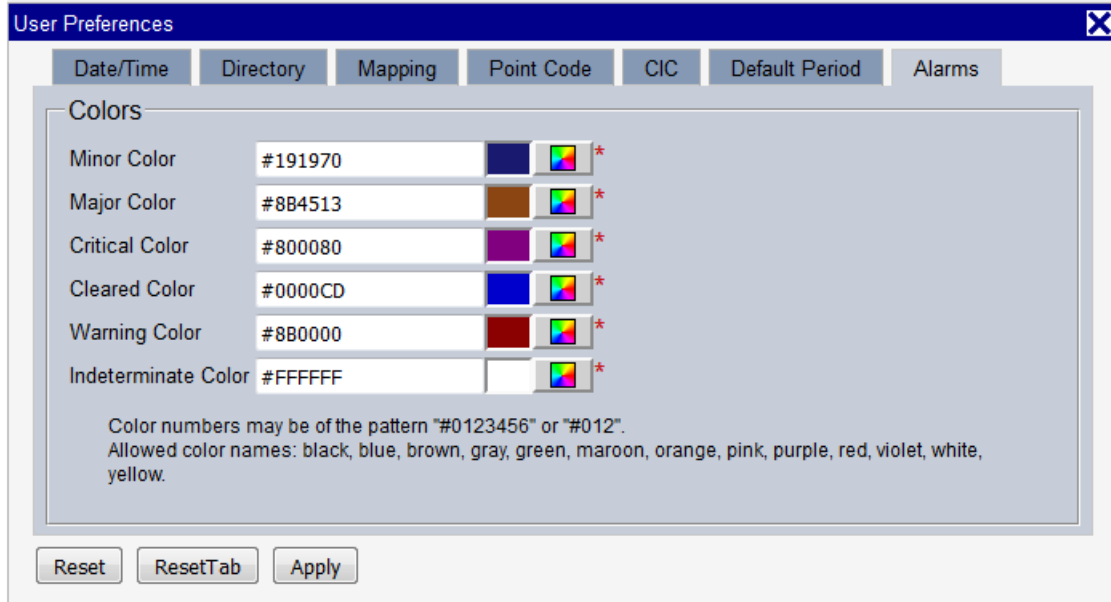 User Preferences
Date/Time Directory Mapping Point Code CIC Default Period Alarms
Colors
Minor Color #191970 *
Major Color #8B4513 *
Critical Color #800080 *
Cleared Color #0000CD *
Warning Color #8B0000 *
Indeterminate Color #FFFFFF *
Color numbers may be of the pattern "#0123456" or "#012".
Allowed color names: black, blue, brown, gray, green, maroon, orange, pink, purple, red, violet, white,
yellow.
Reset ResetTab Apply